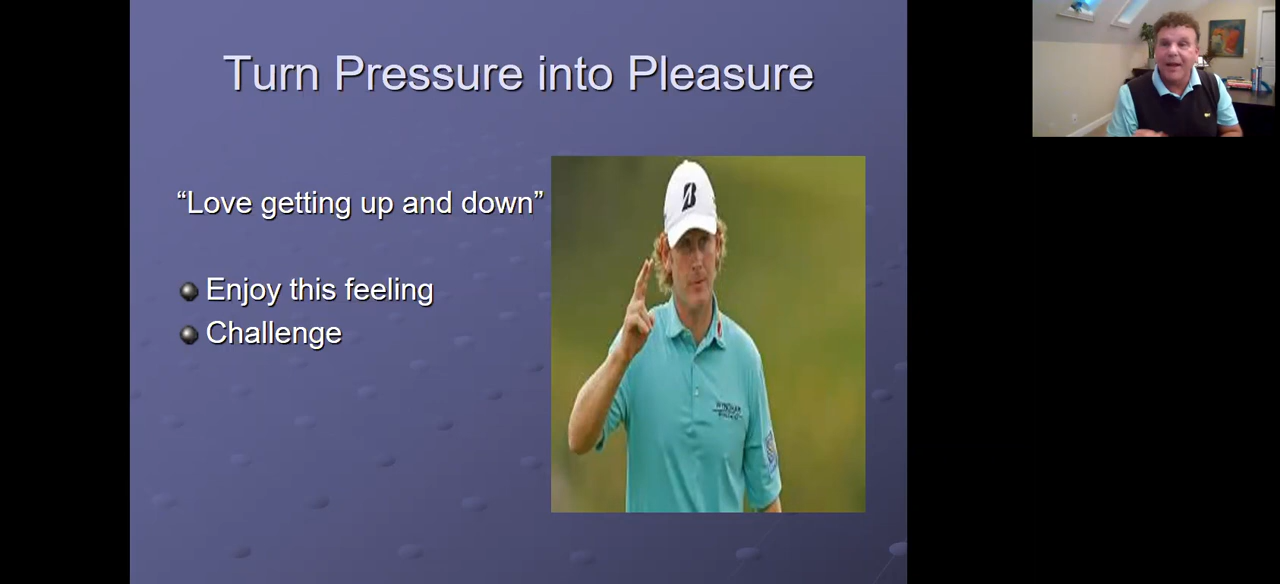 Turn Pressure into Pleasure
“Love getting up and down”
Enjoy this feeling
Challenge
B